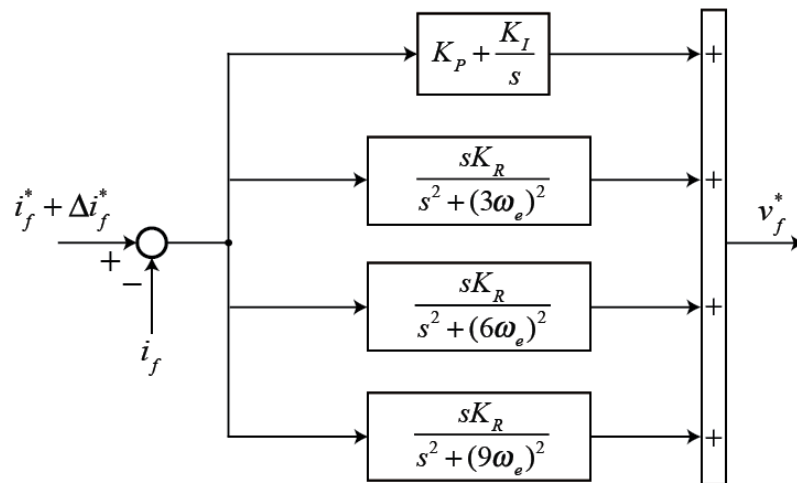 K_P + K_I/s
+
sK_R/(s^2 + (3ω_e)^2)
+
i_f^* + Δi_f^*
+
−
i_f
v_f^*
sK_R/(s^2 + (6ω_e)^2)
+
sK_R/(s^2 + (9ω_e)^2)
+